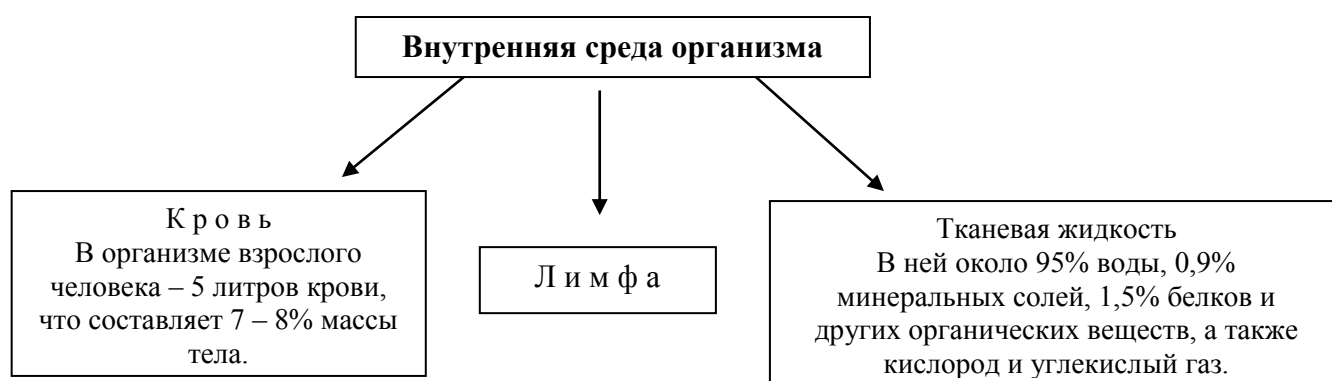 Внутренняя среда организма
К р о в ь
В организме взрослого
человека – 5 литров крови,
что составляет 7 – 8% массы
тела.
Л и м ф а
Тканевая жидкость
В ней около 95% воды, 0,9%
минеральных солей, 1,5% белков и
других органических веществ, а также
кислород и углекислый газ.